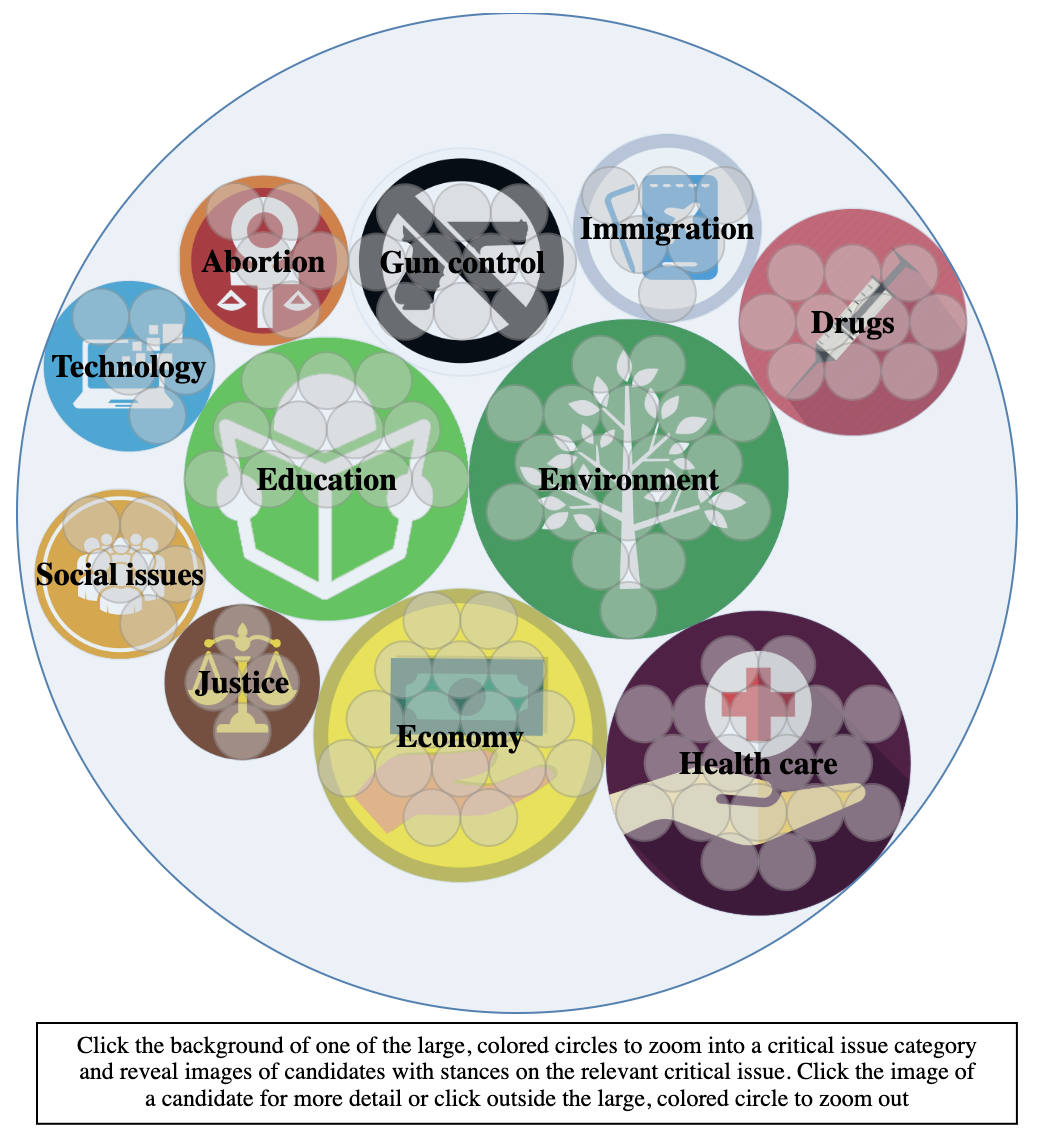 Immigration
Abortion
Gun control
Drugs
Technology
Education
Environment
Social issues
Justice
Economy
Health care
Click the background of one of the large, colored circles to zoom into a critical issue category
and reveal images of candidates with stances on the relevant critical issue. Click the image of
a candidate for more detail or click outside the large, colored circle to zoom out